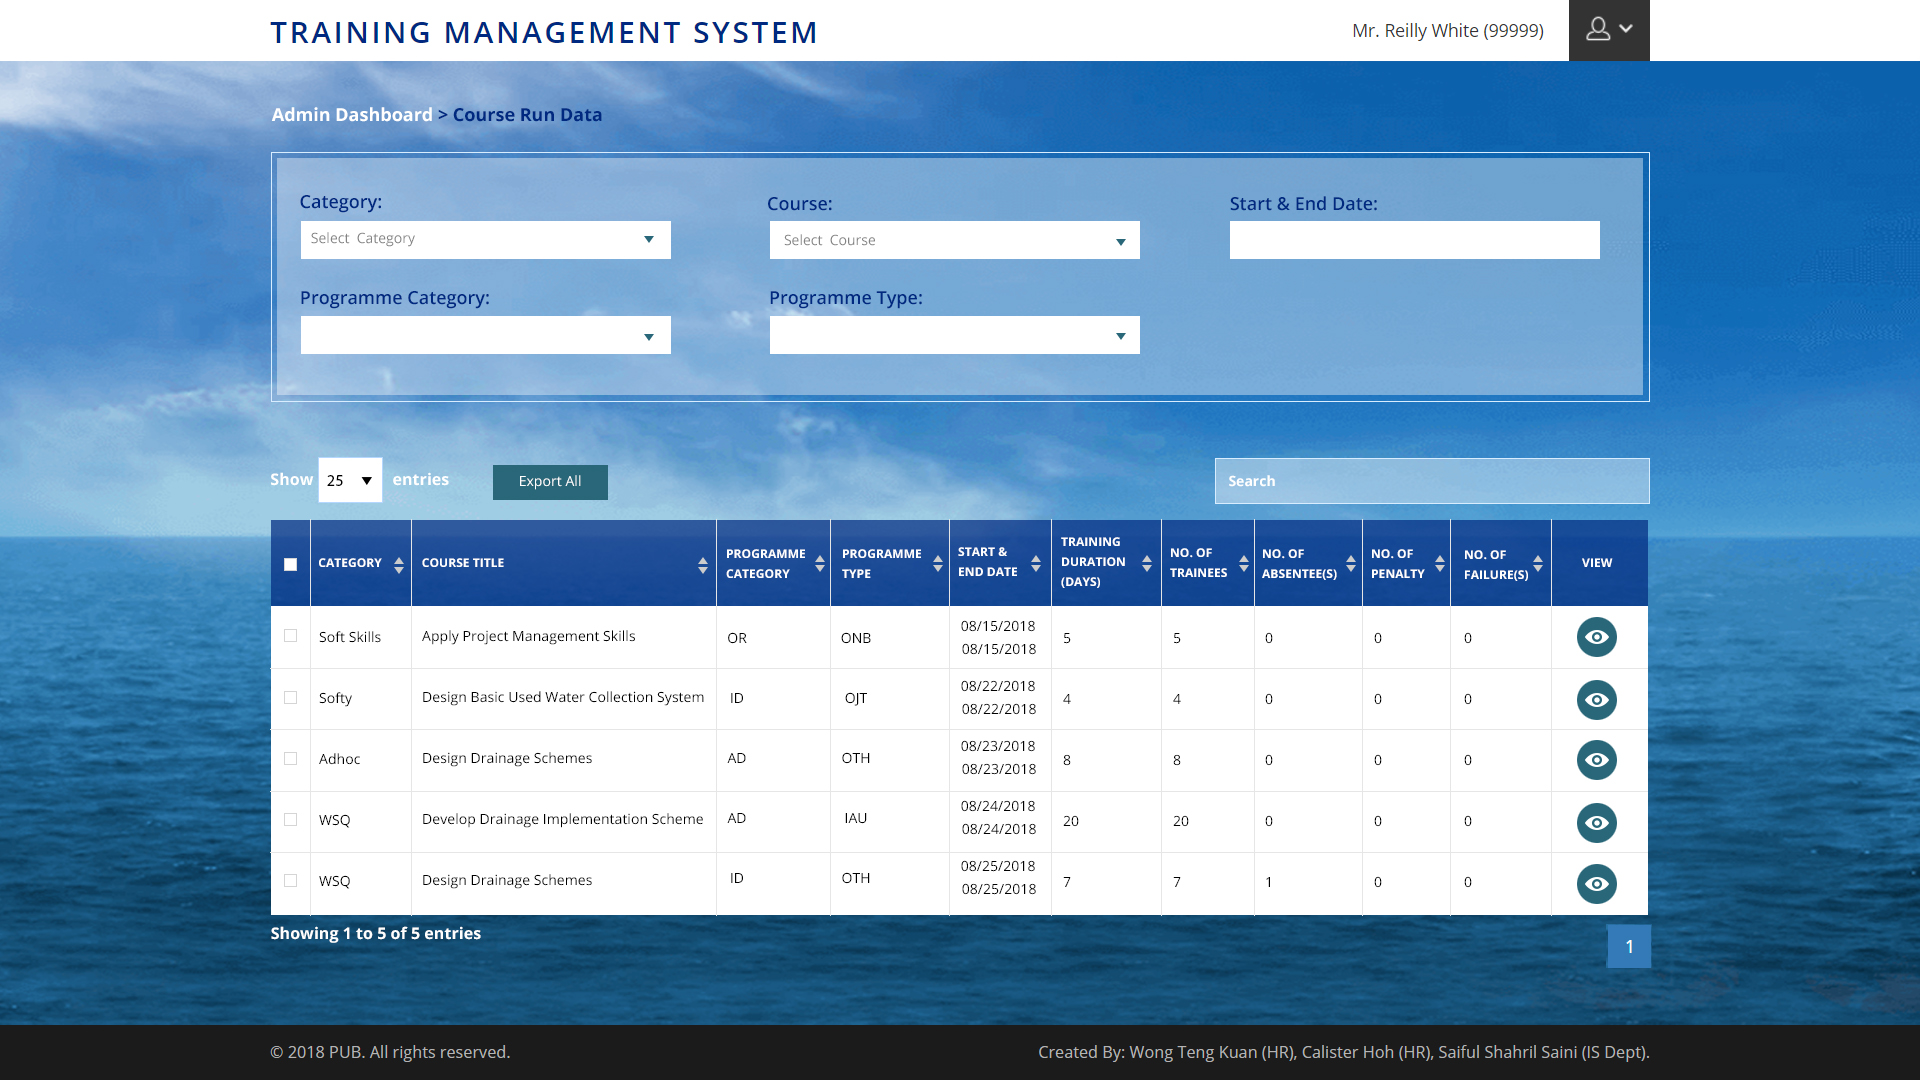 TRAINING MANAGEMENT SYSTEM
Mr. Reilly White (99999)
Admin Dashboard > Course Run Data
Category:
Course:
Start & End Date:
Select Category
Select Course
Programme Category:
Programme Type:
Show 25 entries
Export All
Search
CATEGORY
COURSE TITLE
PROGRAMME
CATEGORY
PROGRAMME
TYPE
START &
END DATE
TRAINING
DURATION
(DAYS)
NO. OF
TRAINEES
NO. OF
ABSENTEE(S)
NO. OF
PENALTY
NO. OF
FAILURE(S)
VIEW
Soft Skills Apply Project Management Skills OR ONB 08/15/2018 5 5 0 0 0
08/15/2018
Softy Design Basic Used Water Collection System ID OJT 08/22/2018 4 4 0 0 0
08/22/2018
Adhoc Design Drainage Schemes AD OTH 08/23/2018 8 8 0 0 0
08/23/2018
WSQ Develop Drainage Implementation Scheme AD IAU 08/24/2018 20 20 0 0 0
08/24/2018
WSQ Design Drainage Schemes ID OTH 08/25/2018 7 7 1 0 0
08/25/2018
Showing 1 to 5 of 5 entries
1
© 2018 PUB. All rights reserved.
Created By: Wong Teng Kuan (HR), Calister Hoh (HR), Saiful Shahril Saini (IS Dept).